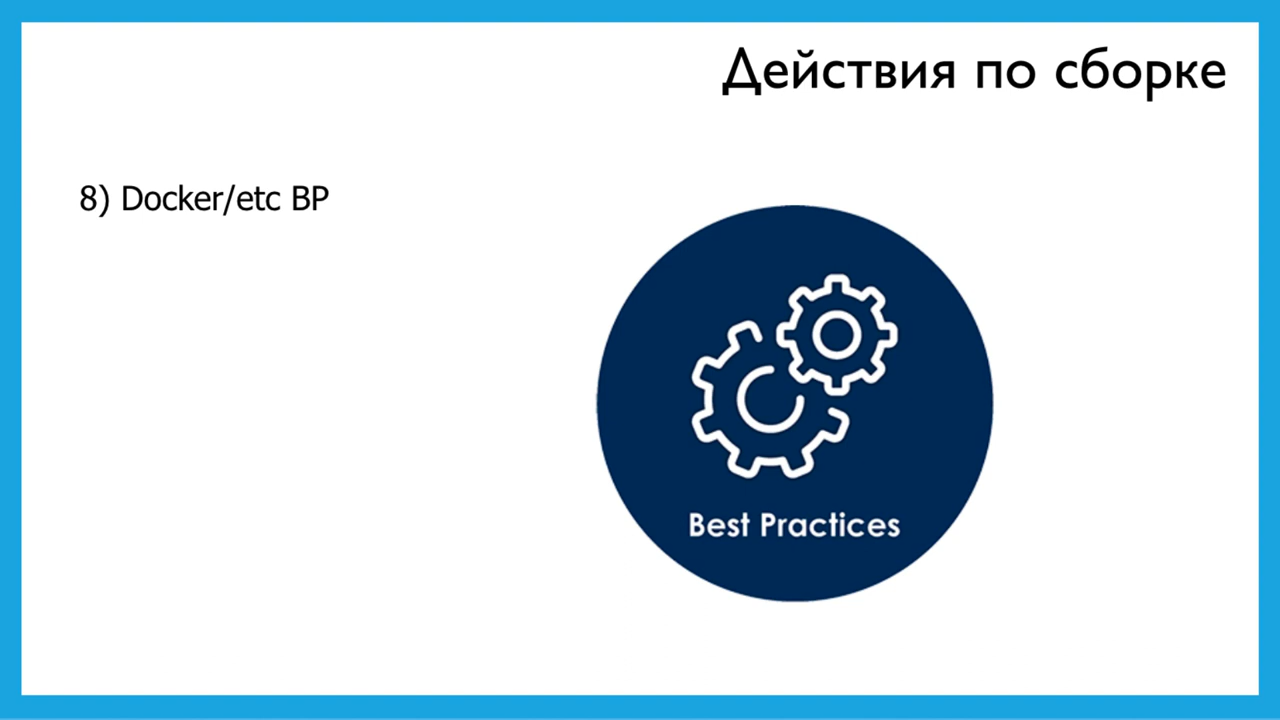 Действия по сборке
8) Docker/etc BP
Best Practices